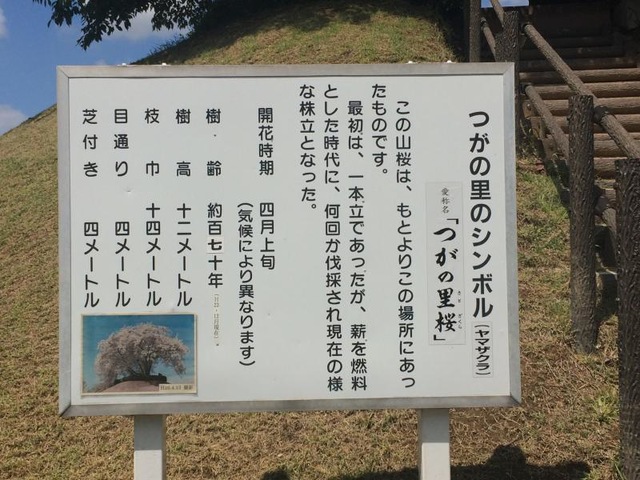 つがの里のシンボル(ヤマザクラ)
愛称名「つがの里桜」
さと ざくら
この山桜は、もとよりこの場所にあっ
たものです。
最初は、一本立であったが、薪を燃料
とした時代に、何回か伐採され現在の様
な株立となった。
開花時期 四月上旬
(気候により異なります)
樹齢 約百七十年
樹高 十二メートル
枝巾 十四メートル
目通り 四メートル
芝付き 四メートル